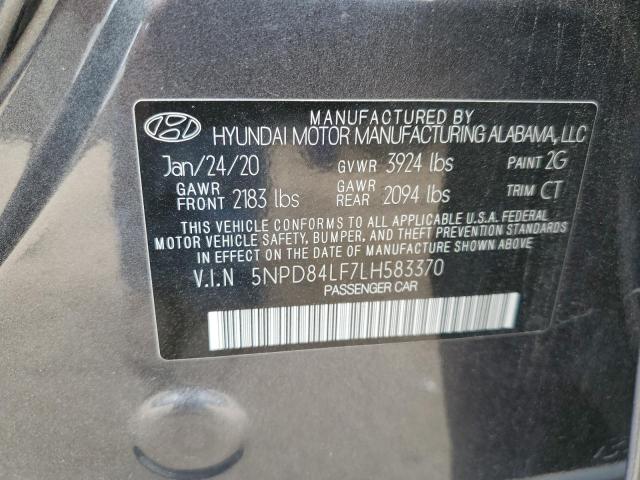 MANUFACTURED BY
HYUNDAI MOTOR MANUFACTURING ALABAMA, LLC
Jan/24/20 GVWR 3924 lbs PAINT 2G
GAWR FRONT 2183 lbs GAWR REAR 2094 lbs TRIM CT
THIS VEHICLE CONFORMS TO ALL APPLICABLE U.S.A. FEDERAL
MOTOR VEHICLE SAFETY, BUMPER, AND THEFT PREVENTION STANDARDS
IN EFFECT ON THE DATE OF MANUFACTURE SHOWN ABOVE.
V.I.N 5NPD84LF7LH583370
PASSENGER CAR